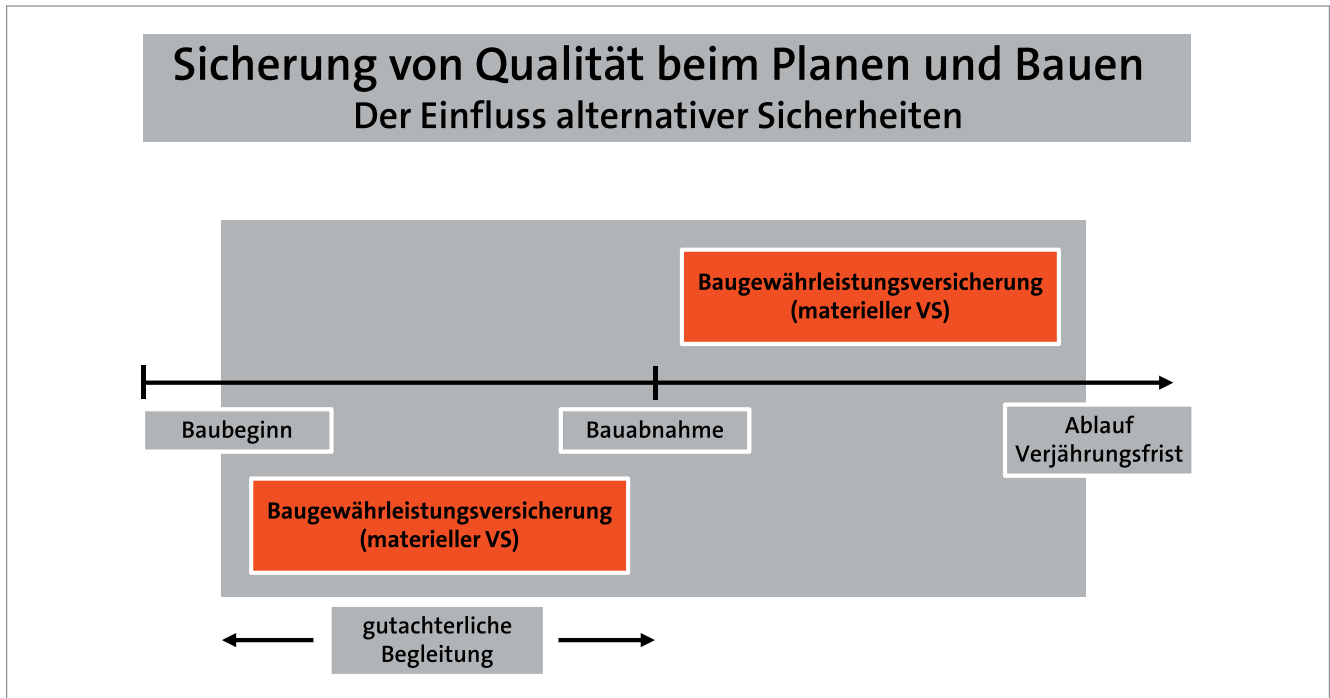 Sicherung von Qualität beim Planen und Bauen
Der Einfluss alternativer Sicherheiten
Baugewährleistungsversicherung
(materieller VS)
Baubeginn
Bauabnahme
Ablauf
Verjährungsfrist
Baugewährleistungsversicherung
(materieller VS)
gutachterliche
Begleitung